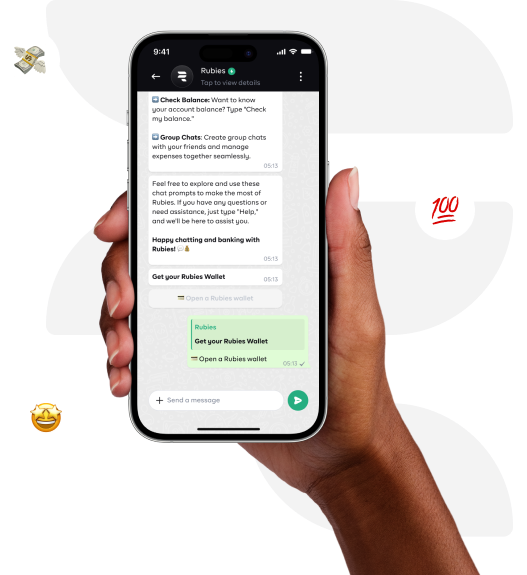 9:41
Rubies
Tap to view details
Check Balance: Want to know
your account balance? Type "Check
my balance."
Group Chats: Create group chats
with your friends and manage
expenses together seamlessly.
05:13
Feel free to explore and use these
chat prompts to make the most of
Rubies. If you have any questions or
need assistance, just type "Help,"
and we'll be here to assist you.
Happy chatting and banking with
Rubies!
05:13
Get your Rubies Wallet
05:13
Open a Rubies wallet
Rubies
Get your Rubies Wallet
Open a Rubies wallet
05:13
Send a message
100